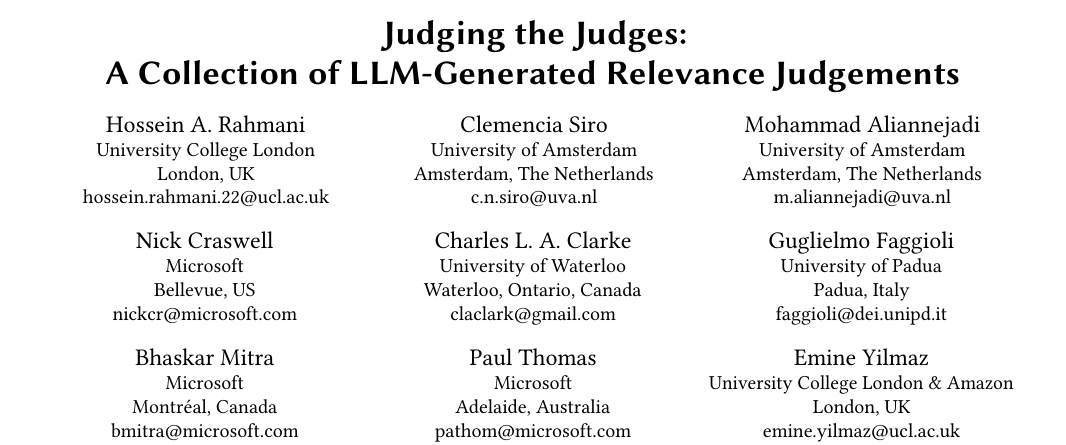 Judging the Judges:
A Collection of LLM-Generated Relevance Judgements
Hossein A. Rahmani
University College London
London, UK
hossein.rahmani.22@ucl.ac.uk
Clemencia Siro
University of Amsterdam
Amsterdam, The Netherlands
c.n.siro@uva.nl
Mohammad Aliannejadi
University of Amsterdam
Amsterdam, The Netherlands
m.aliannejadi@uva.nl
Nick Craswell
Microsoft
Bellevue, US
nickcr@microsoft.com
Charles L. A. Clarke
University of Waterloo
Waterloo, Ontario, Canada
claclark@gmail.com
Guglielmo Faggioli
University of Padua
Padua, Italy
faggioli@dei.unipd.it
Bhaskar Mitra
Microsoft
Montréal, Canada
bmitra@microsoft.com
Paul Thomas
Microsoft
Adelaide, Australia
pathom@microsoft.com
Emine Yilmaz
University College London & Amazon
London, UK
emine.yilmaz@ucl.ac.uk